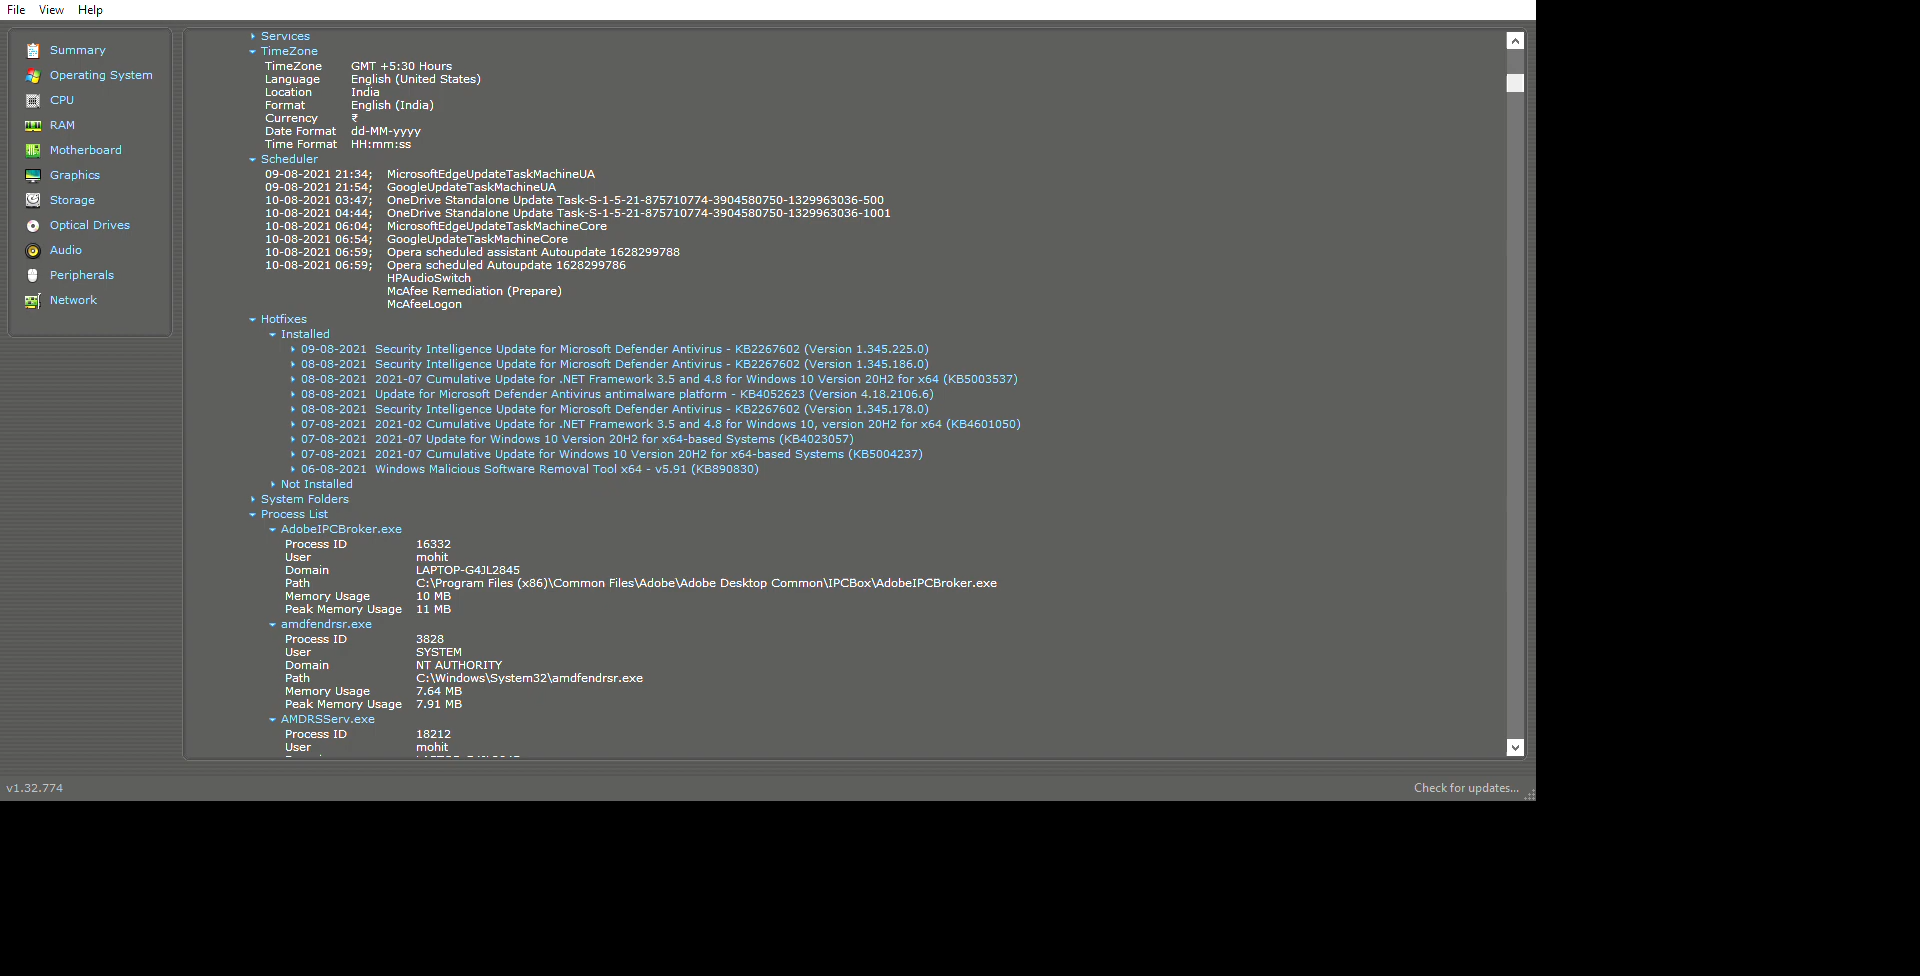 File View Help
Summary
Operating System
CPU
RAM
Motherboard
Graphics
Storage
Optical Drives
Audio
Peripherals
Network
Services
TimeZone
TimeZone GMT +5:30 Hours
Language English (United States)
Location India
Format English (India)
Currency ₹
Date Format dd-MM-yyyy
Time Format HH:mm:ss
Scheduler
09-08-2021 21:34; MicrosoftEdgeUpdateTaskMachineUA
09-08-2021 21:54; GoogleUpdateTaskMachineUA
10-08-2021 03:47; OneDrive Standalone Update Task-S-1-5-21-875710774-3904580750-1329963036-500
10-08-2021 04:44; OneDrive Standalone Update Task-S-1-5-21-875710774-3904580750-1329963036-1001
10-08-2021 06:04; MicrosoftEdgeUpdateTaskMachineCore
10-08-2021 06:54; GoogleUpdateTaskMachineCore
10-08-2021 06:59; Opera scheduled assistant Autoupdate 1628299788
10-08-2021 06:59; Opera scheduled Autoupdate 1628299786
HPAudioSwitch
McAfee Remediation (Prepare)
McAfeeLogon
Hotfixes
Installed
09-08-2021 Security Intelligence Update for Microsoft Defender Antivirus - KB2267602 (Version 1.345.225.0)
08-08-2021 Security Intelligence Update for Microsoft Defender Antivirus - KB2267602 (Version 1.345.186.0)
08-08-2021 2021-07 Cumulative Update for .NET Framework 3.5 and 4.8 for Windows 10 Version 20H2 for x64 (KB5003537)
08-08-2021 Update for Microsoft Defender Antivirus antimalware platform - KB4052623 (Version 4.18.2106.6)
08-08-2021 Security Intelligence Update for Microsoft Defender Antivirus - KB2267602 (Version 1.345.178.0)
07-08-2021 2021-02 Cumulative Update for .NET Framework 3.5 and 4.8 for Windows 10, version 20H2 for x64 (KB4601050)
07-08-2021 2021-07 Update for Windows 10 Version 20H2 for x64-based Systems (KB4023057)
07-08-2021 2021-07 Cumulative Update for Windows 10 Version 20H2 for x64-based Systems (KB5004237)
06-08-2021 Windows Malicious Software Removal Tool x64 - v5.91 (KB890830)
Not Installed
System Folders
Process List
AdobeIPCBroker.exe
Process ID 16332
User mohit
Domain LAPTOP-G4JL2845
Path C:\Program Files (x86)\Common Files\Adobe\Adobe Desktop Common\IPCBox\AdobeIPCBroker.exe
Memory Usage 10 MB
Peak Memory Usage 11 MB
amdfendrsr.exe
Process ID 3828
User SYSTEM
Domain NT AUTHORITY
Path C:\Windows\System32\amdfendrsr.exe
Memory Usage 7.64 MB
Peak Memory Usage 7.91 MB
AMDRSServ.exe
Process ID 18212
User mohit
v1.32.774
Check for updates...